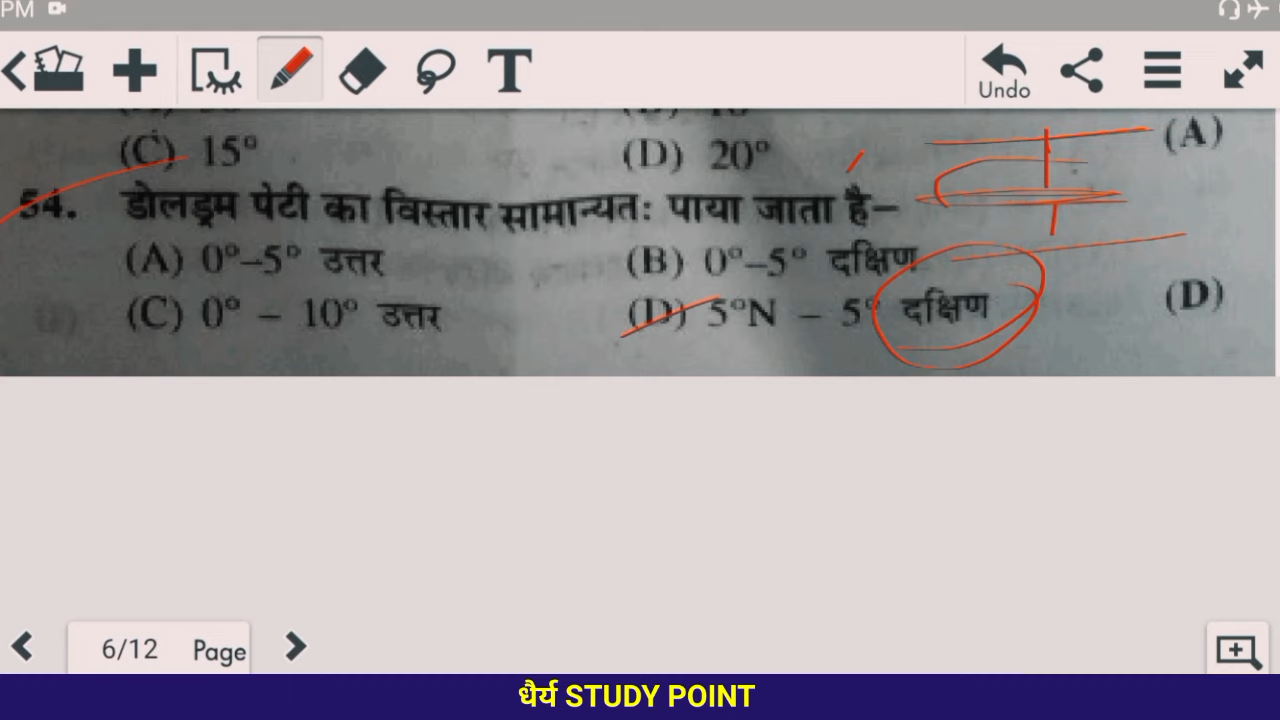 PM
Undo
(C) 15° (D) 20° (A)
54. डोलड्रम पेटी का विस्तार सामान्यतः पाया जाता है–
(A) 0°–5° उत्तर (B) 0°–5° दक्षिण
(C) 0° – 10° उत्तर (D) 5°N – 5° दक्षिण (D)
6/12 Page
धैर्य STUDY POINT